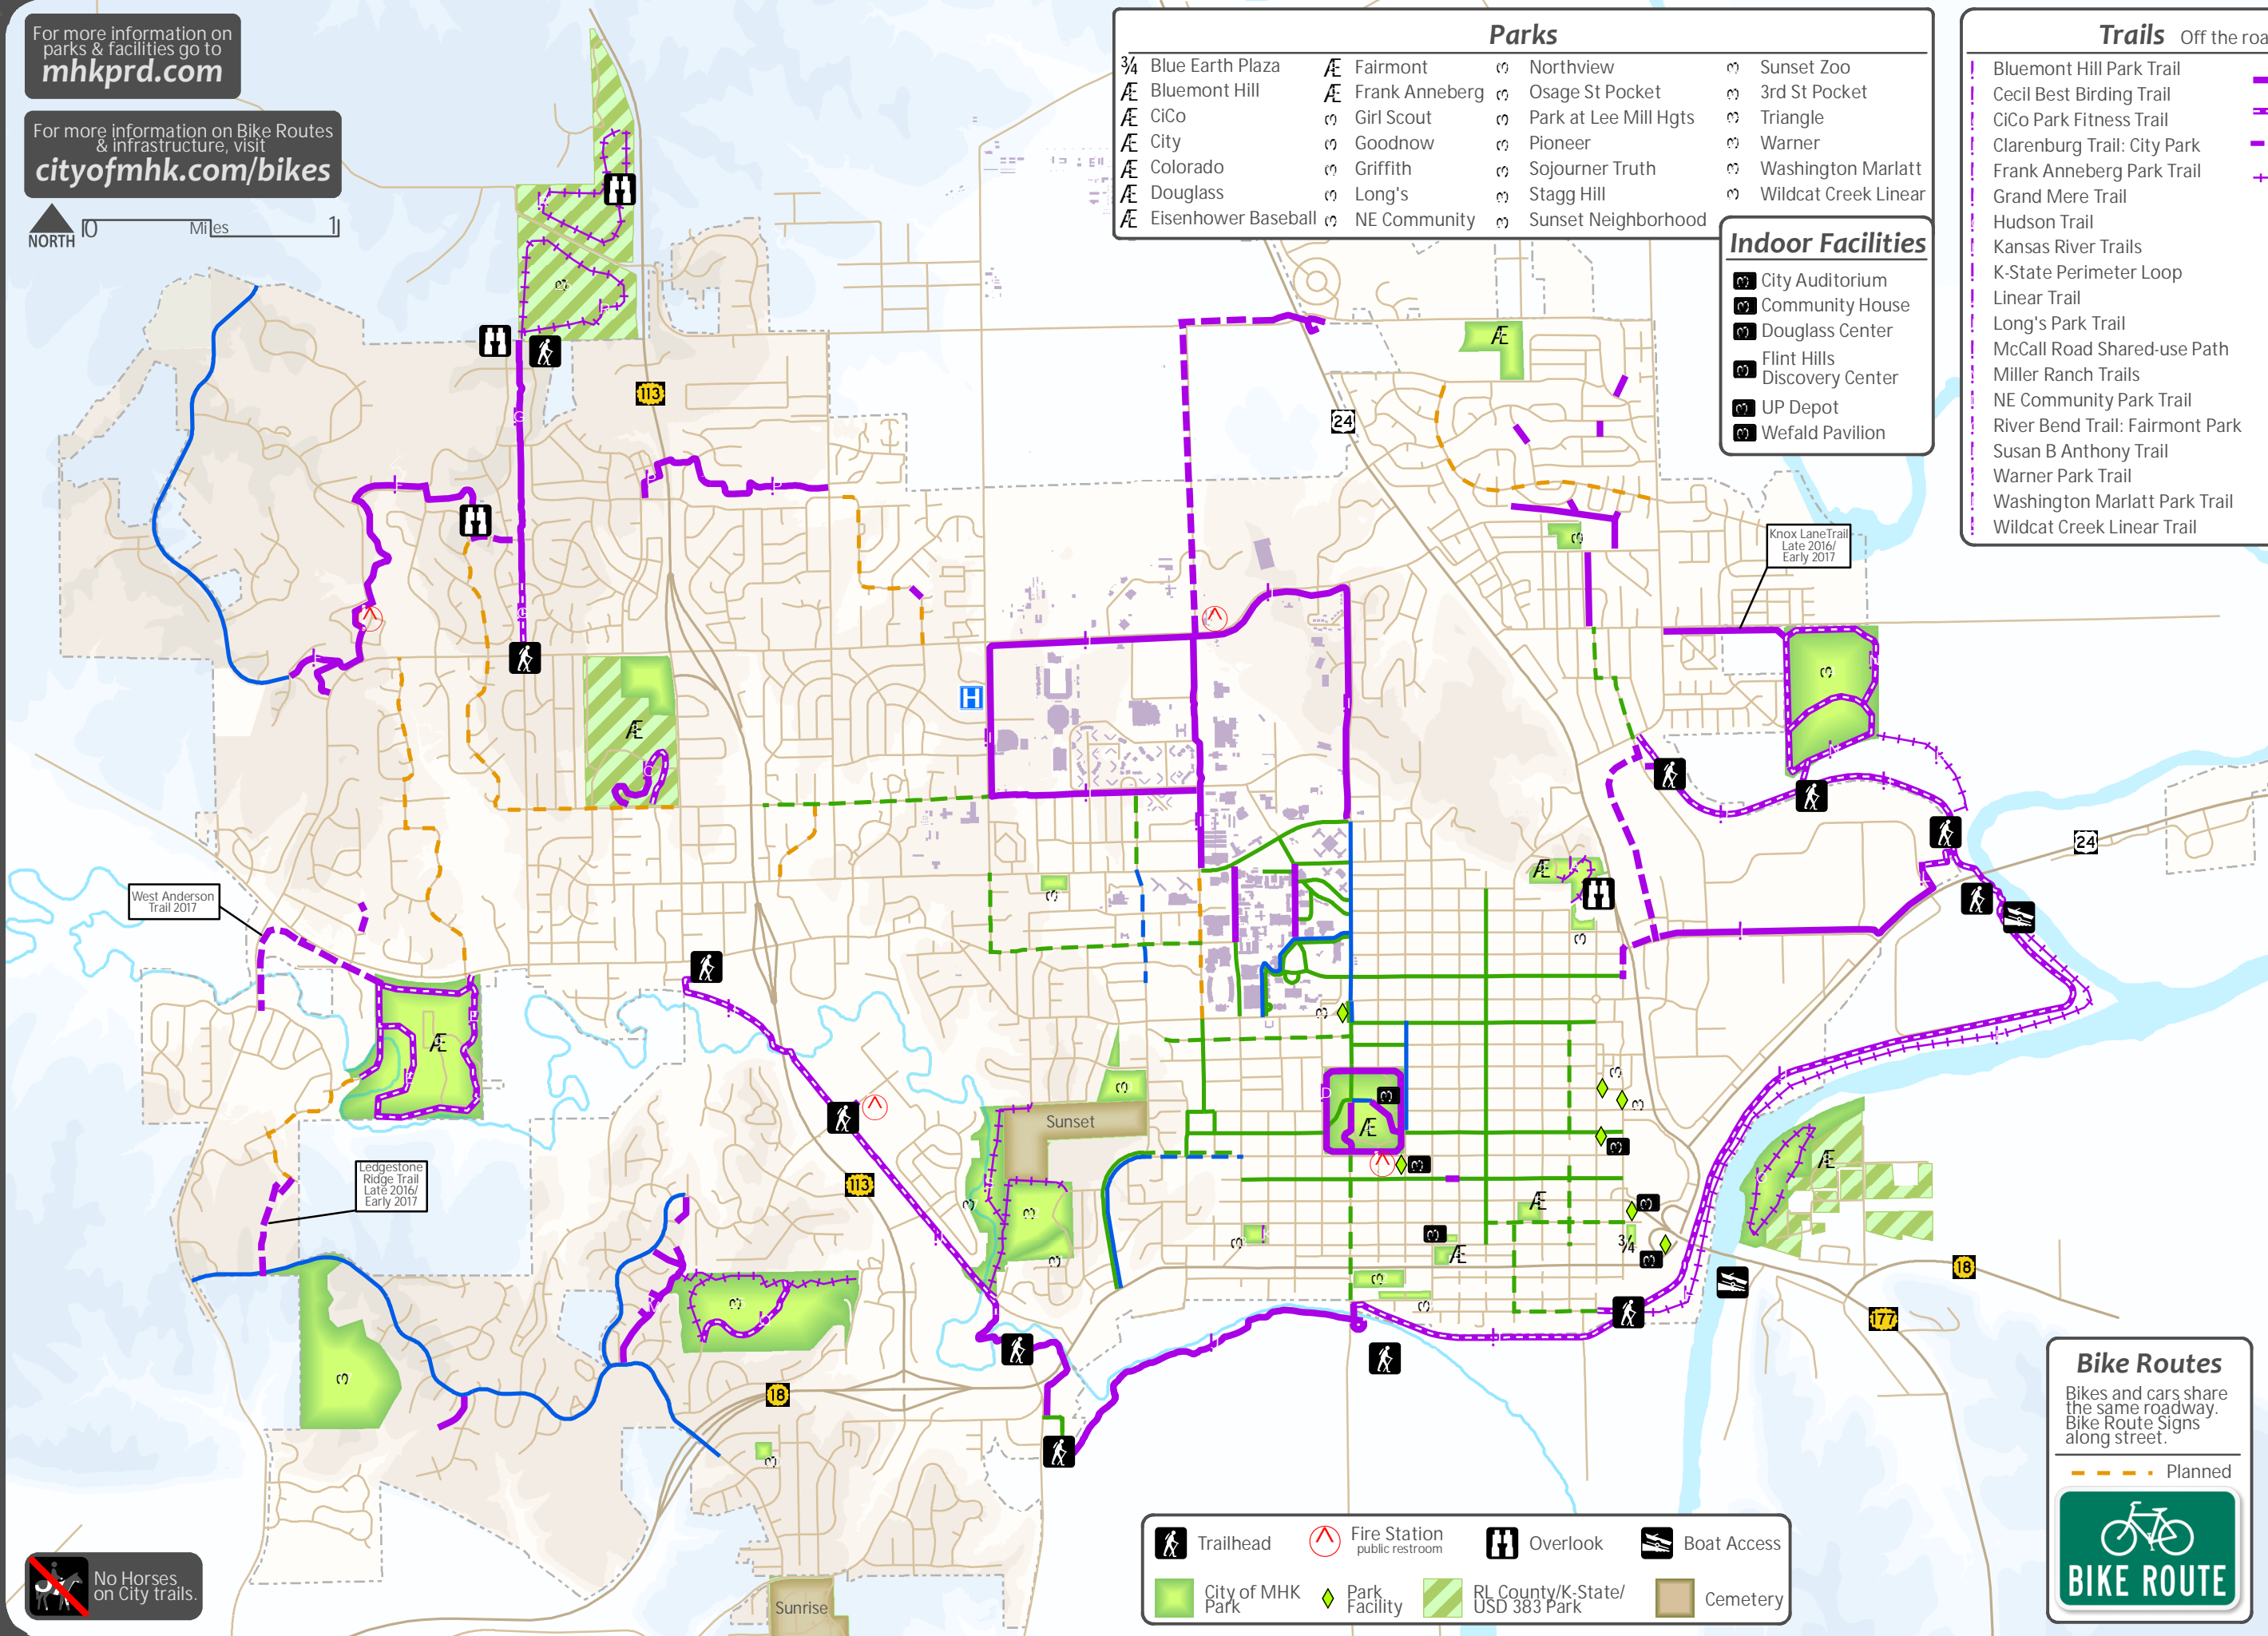 For more information on
parks & facilities go to
mhkprd.com
For more information on Bike Routes
& infrastructure, visit
cityofmhk.com/bikes
NORTH
0 Miles 1
Parks
¾ Blue Earth Plaza
Æ Bluemont Hill
Æ CiCo
Æ City
Æ Colorado
Æ Douglass
Æ Eisenhower Baseball
Æ Fairmont
Æ Frank Anneberg
Girl Scout
Goodnow
Griffith
Long's
NE Community
Northview
Osage St Pocket
Park at Lee Mill Hgts
Pioneer
Sojourner Truth
Stagg Hill
Sunset Neighborhood
Sunset Zoo
3rd St Pocket
Triangle
Warner
Washington Marlatt
Wildcat Creek Linear
Indoor Facilities
City Auditorium
Community House
Douglass Center
Flint Hills
Discovery Center
UP Depot
Wefald Pavilion
Trails Off the roa
Bluemont Hill Park Trail
Cecil Best Birding Trail
CiCo Park Fitness Trail
Clarenburg Trail: City Park
Frank Anneberg Park Trail
Grand Mere Trail
Hudson Trail
Kansas River Trails
K-State Perimeter Loop
Linear Trail
Long's Park Trail
McCall Road Shared-use Path
Miller Ranch Trails
NE Community Park Trail
River Bend Trail: Fairmont Park
Susan B Anthony Trail
Warner Park Trail
Washington Marlatt Park Trail
Wildcat Creek Linear Trail
113
24
Knox LaneTrail
Late 2016/
Early 2017
H
24
West Anderson
Trail 2017
Sunset
Ledgestone
Ridge Trail
Late 2016/
Early 2017
113
18
177
18
Sunrise
No Horses
on City trails.
Trailhead
Fire Station
public restroom
Overlook
Boat Access
City of MHK
Park
Park
Facility
RL County/K-State/
USD 383 Park
Cemetery
Bike Routes
Bikes and cars share
the same roadway.
Bike Route Signs
along street.
Planned
BIKE ROUTE